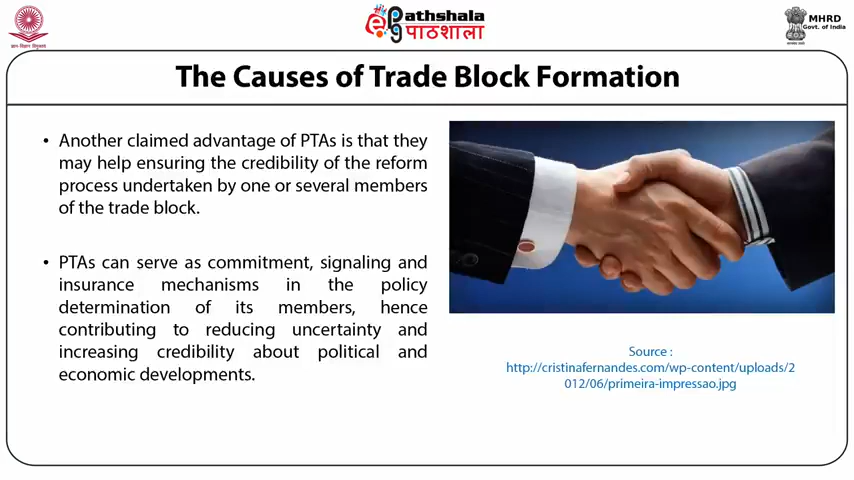 ePathshala
पाठशाला
MHRD
Govt. of India
The Causes of Trade Block Formation
• Another claimed advantage of PTAs is that they
may help ensuring the credibility of the reform
process undertaken by one or several members
of the trade block.
• PTAs can serve as commitment, signaling and
insurance mechanisms in the policy
determination of its members, hence
contributing to reducing uncertainty and
increasing credibility about political and
economic developments.
Source :
http://cristinafernandes.com/wp-content/uploads/2
012/06/primeira-impressao.jpg